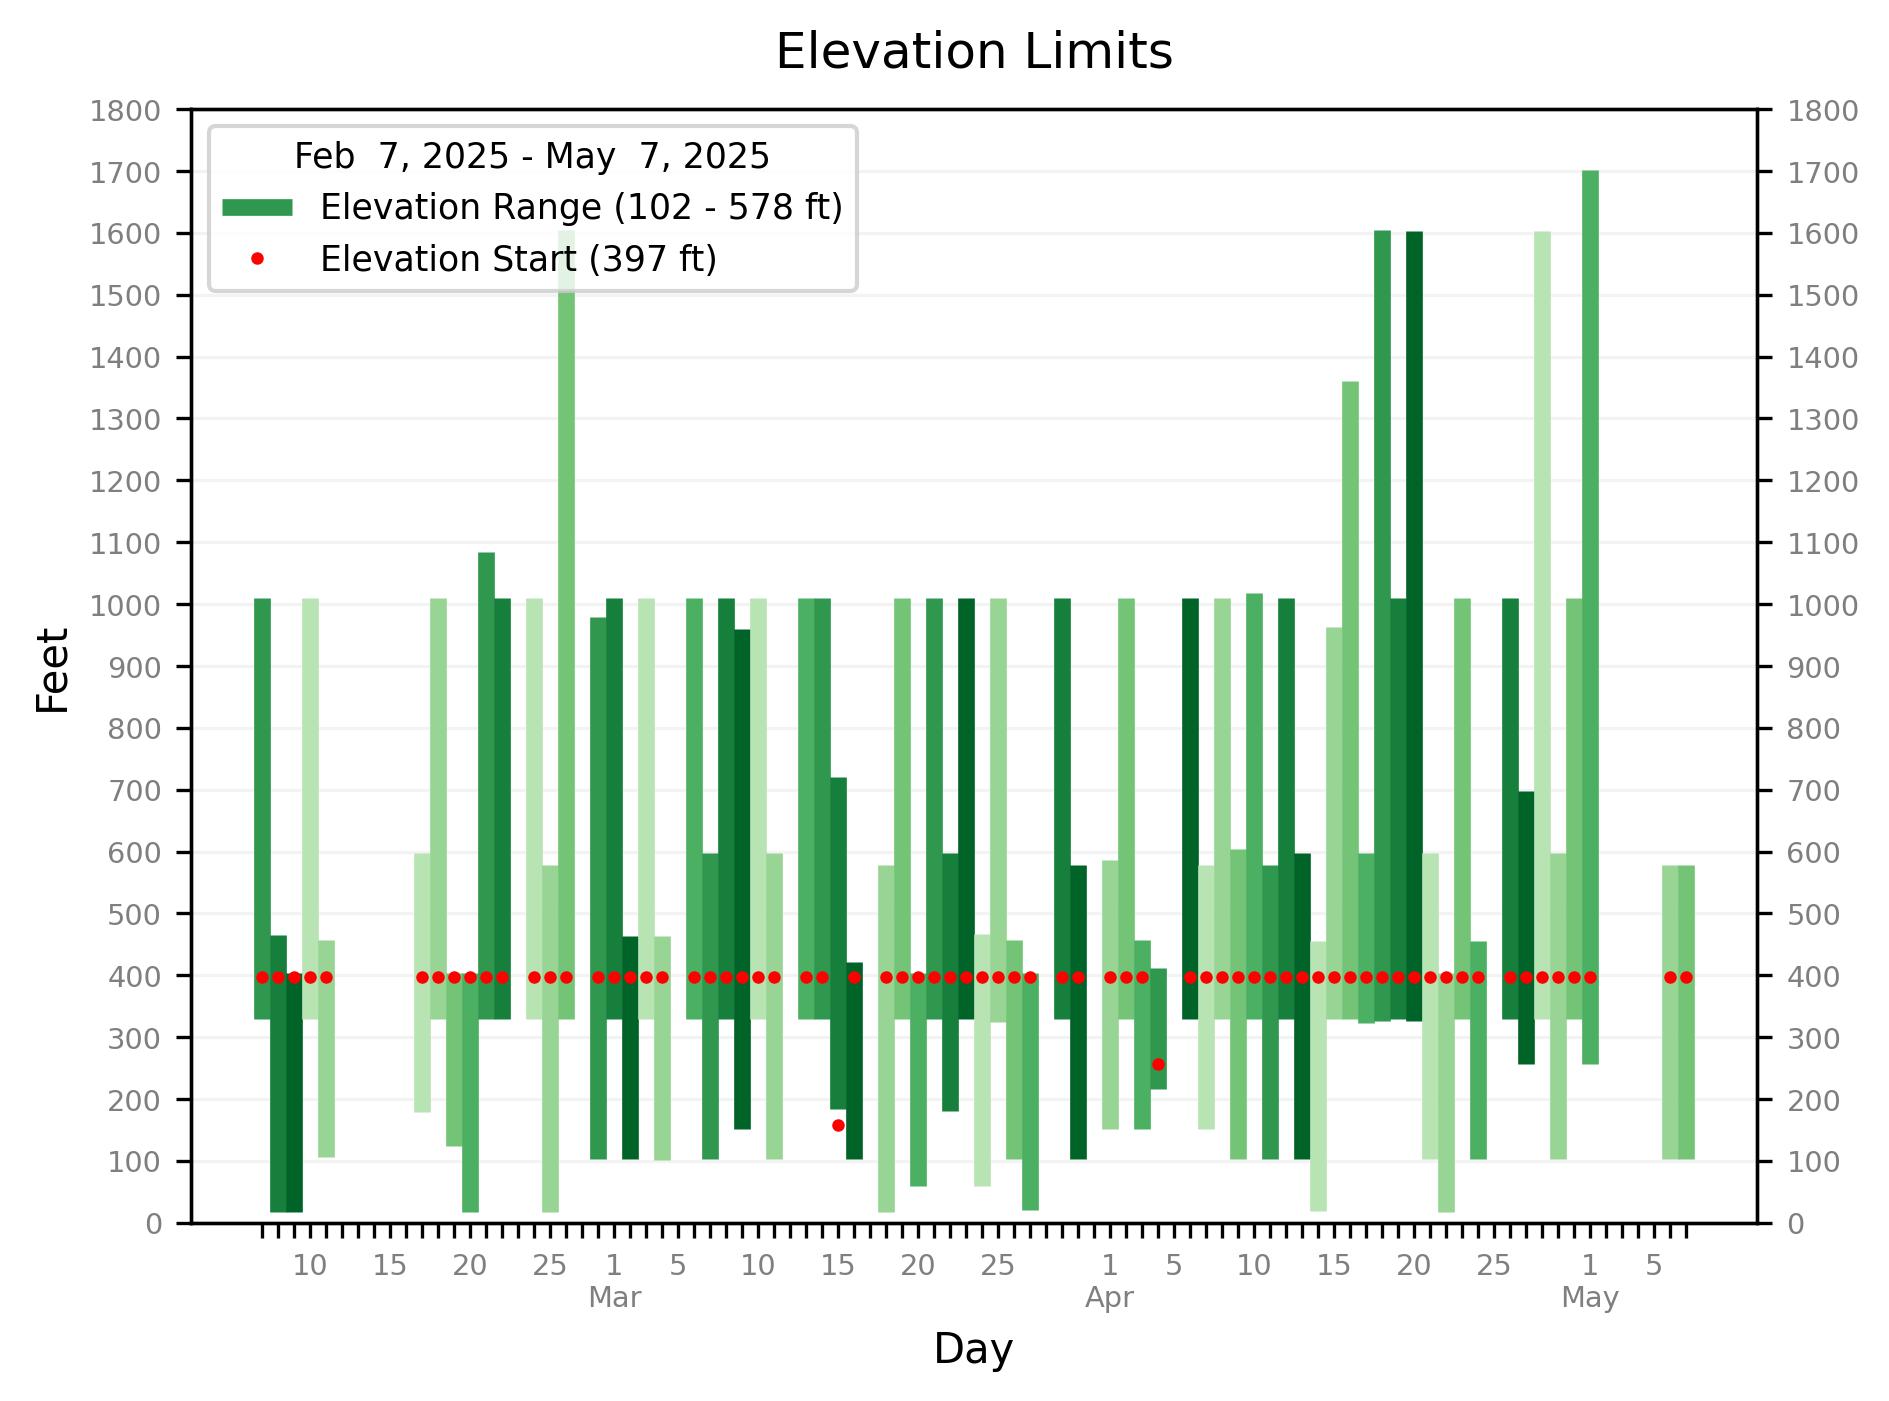 Elevation Limits
Feb  7, 2025 - May  7, 2025
Elevation Range (102 - 578 ft)
Elevation Start (397 ft)
1800 1800
1700 1700
1600 1600
1500 1500
1400 1400
1300 1300
1200 1200
1100 1100
1000 1000
900 900
800 800
700 700
600 600
500 500
400 400
300 300
200 200
100 100
0 0
Feet
10 15 20 25 1 5 10 15 20 25 1 5 10 15 20 25 1 5
Mar Apr May
Day